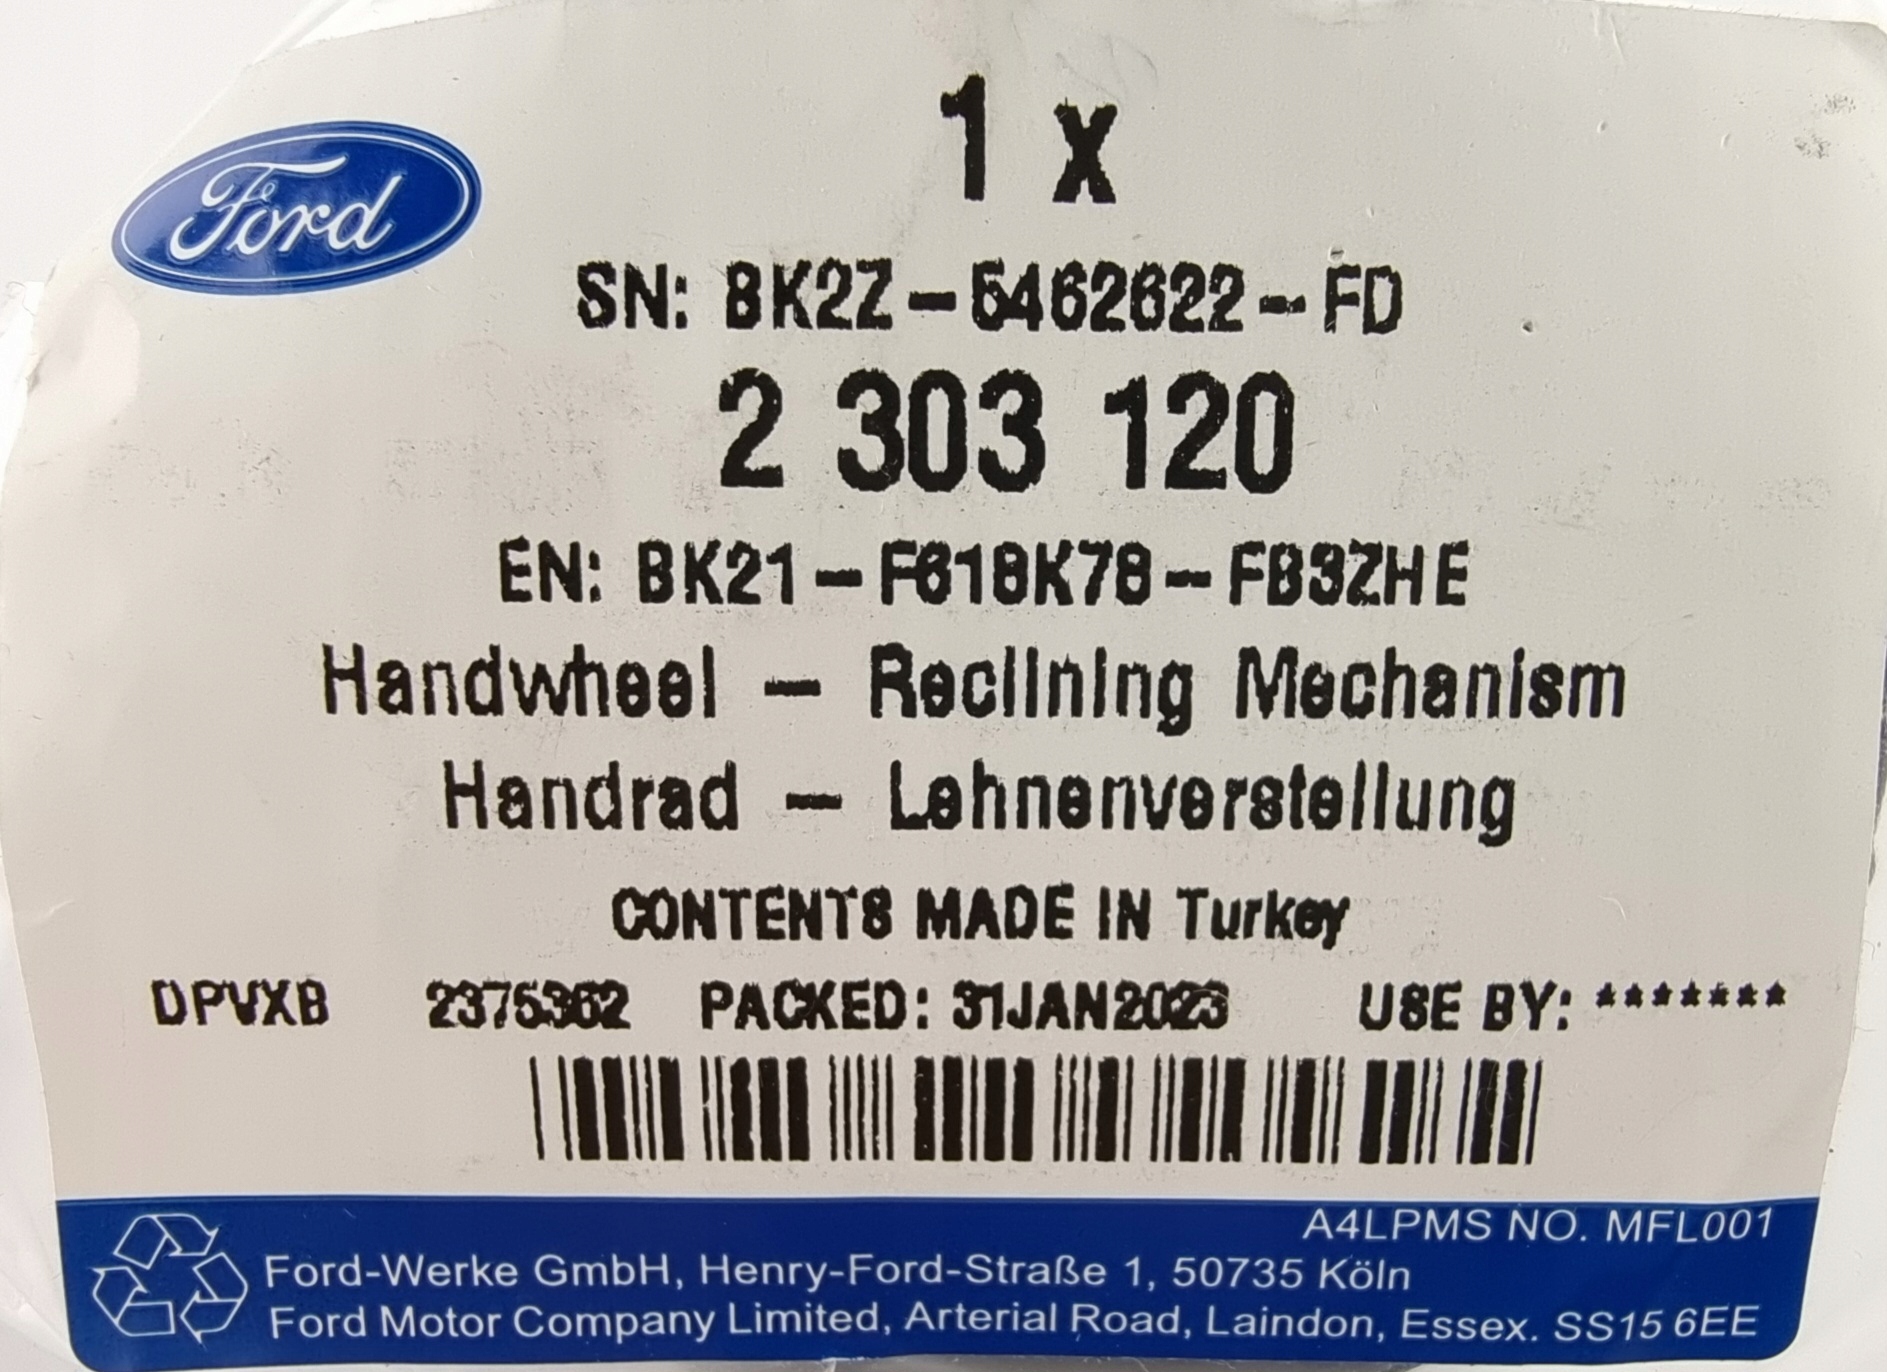 Ford
1 x
SN: BK2Z-5462622-FD
2 303 120
EN: BK21-F618K78-FB3ZHE
Handwheel - Reclining Mechanism
Handrad - Lehnenverstellung
CONTENTS MADE IN Turkey
DPVXB 2375362 PACKED: 31JAN2023 USE BY: *******
A4LPMS NO. MFL001
Ford-Werke GmbH, Henry-Ford-Straße 1, 50735 Köln
Ford Motor Company Limited, Arterial Road, Laindon, Essex. SS15 6EE